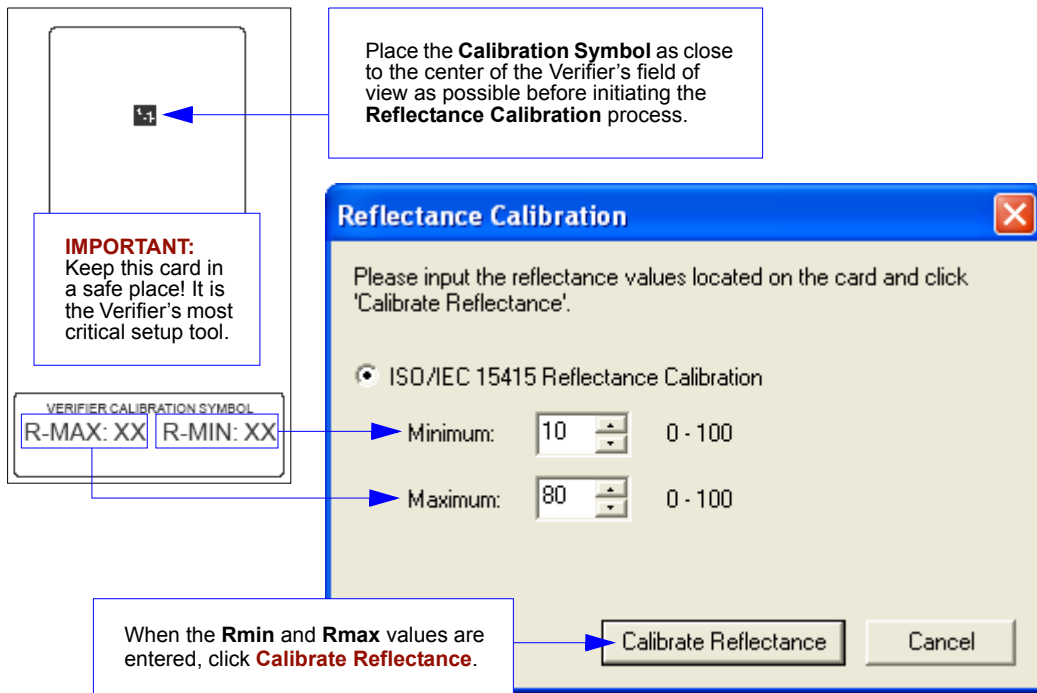 Place the Calibration Symbol as close
to the center of the Verifier's field of
view as possible before initiating the
Reflectance Calibration process.
IMPORTANT:
Keep this card in
a safe place! It is
the Verifier's most
critical setup tool.
VERIFIER CALIBRATION SYMBOL
R-MAX: XX R-MIN: XX
Reflectance Calibration
Please input the reflectance values located on the card and click
'Calibrate Reflectance'.
ISO/IEC 15415 Reflectance Calibration
Minimum: 10 0 - 100
Maximum: 80 0 - 100
Calibrate Reflectance Cancel
When the Rmin and Rmax values are
entered, click Calibrate Reflectance.